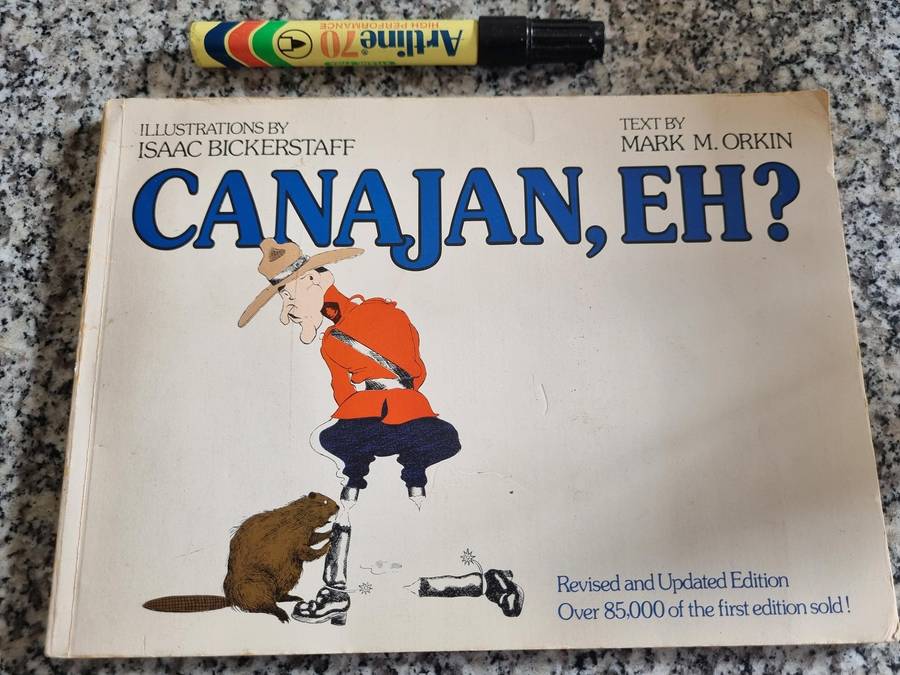 Artline® 70
HIGH PERFORMANCE
ILLUSTRATIONS BY
ISAAC BICKERSTAFF
TEXT BY
MARK M. ORKIN
CANAJAN, EH?
Revised and Updated Edition
Over 85,000 of the first edition sold!